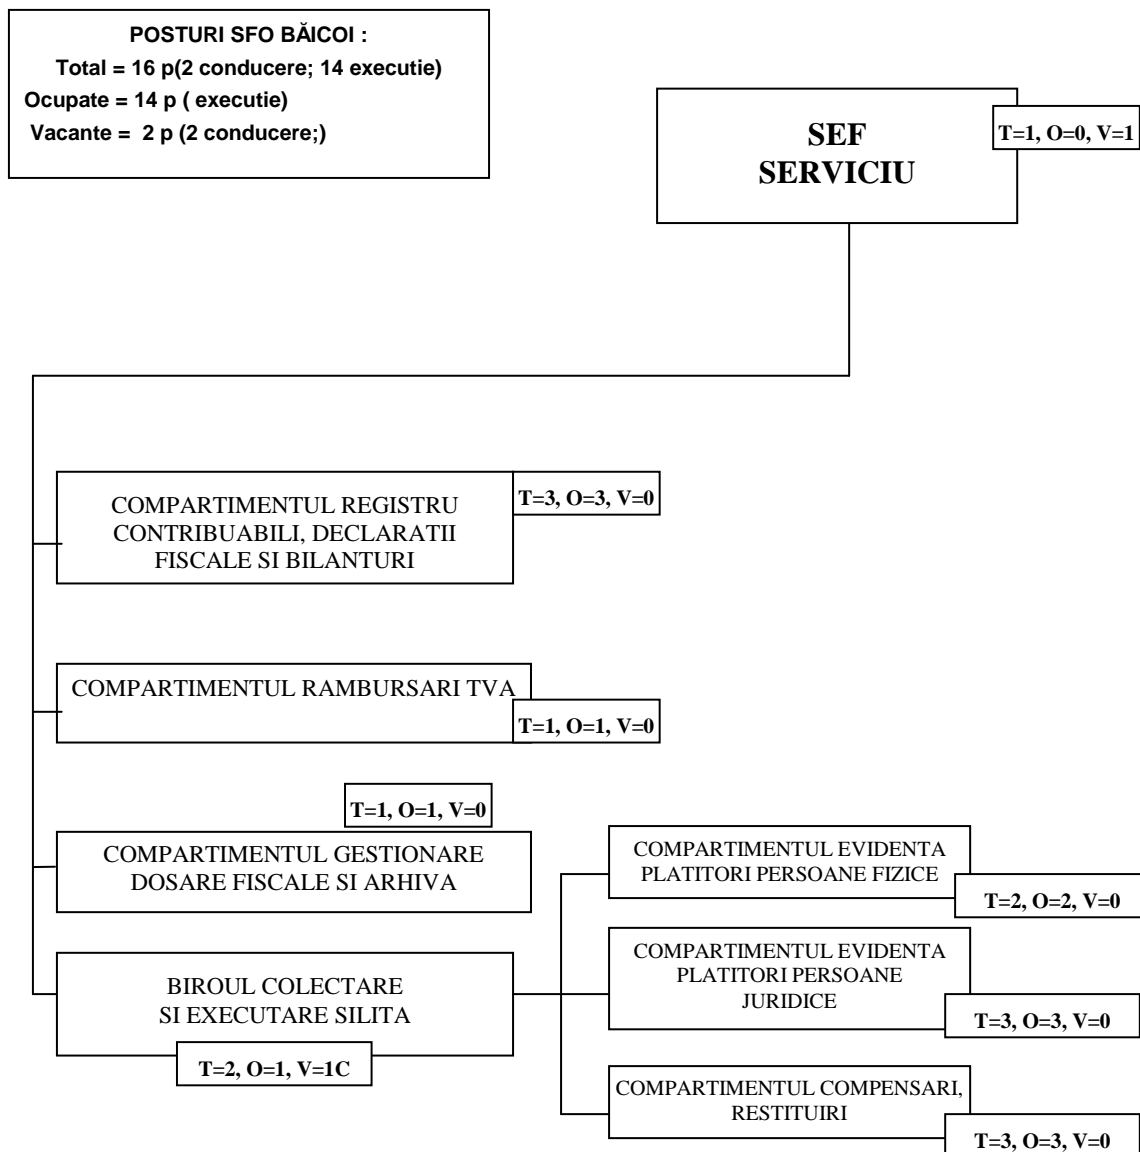 POSTURI SFO BĂICOI :
Total = 16 p(2 conducere; 14 executie)
Ocupate = 14 p ( executie)
Vacante = 2 p (2 conducere;)
SEF
SERVICIU
T=1, O=0, V=1
COMPARTIMENTUL REGISTRU
CONTRIBUABILI, DECLARATII
FISCALE SI BILANTURI
T=3, O=3, V=0
COMPARTIMENTUL RAMBURSARI TVA
T=1, O=1, V=0
T=1, O=1, V=0
COMPARTIMENTUL GESTIONARE
DOSARE FISCALE SI ARHIVA
BIROUL COLECTARE
SI EXECUTARE SILITA
T=2, O=1, V=1C
COMPARTIMENTUL EVIDENTA
PLATITORI PERSOANE FIZICE
T=2, O=2, V=0
COMPARTIMENTUL EVIDENTA
PLATITORI PERSOANE
JURIDICE
T=3, O=3, V=0
COMPARTIMENTUL COMPENSARI,
RESTITUIRI
T=3, O=3, V=0